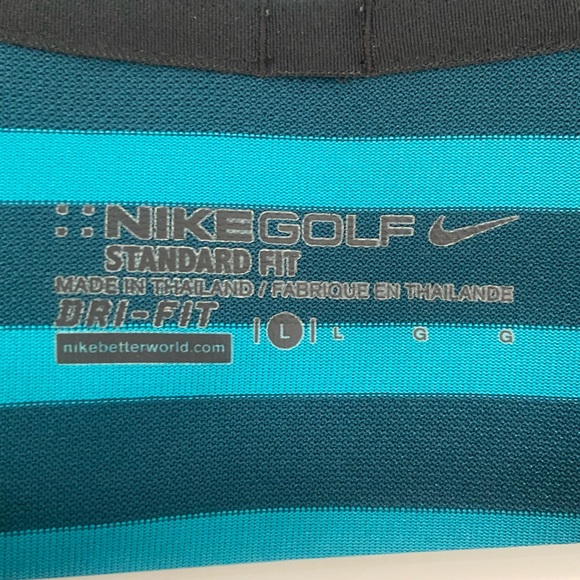 NIKEGOLF
STANDARD FIT
MADE IN THAILAND / FABRIQUE EN THAILANDE
DRI-FIT
| L | L G G
nikebetterworld.com